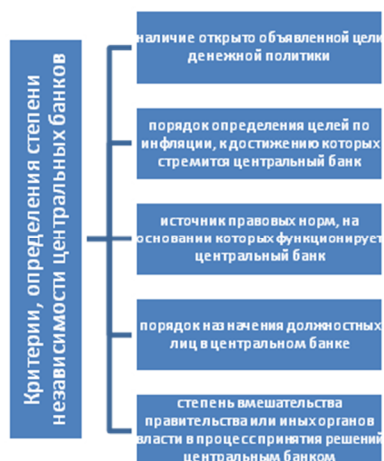 Критерии, определения степени
независимости центральных банков
наличие открыто объявленной цели
денежной политики
порядок определения целей по
инфляции, к достижению которых
стремится центральный банк
источник правовых норм, на
основании которых функционирует
центральный банк
порядок назначения должностных
лиц в центральном банке
степень вмешательства
правительства или иных органов
власти в процесс принятия решений
центральным банком